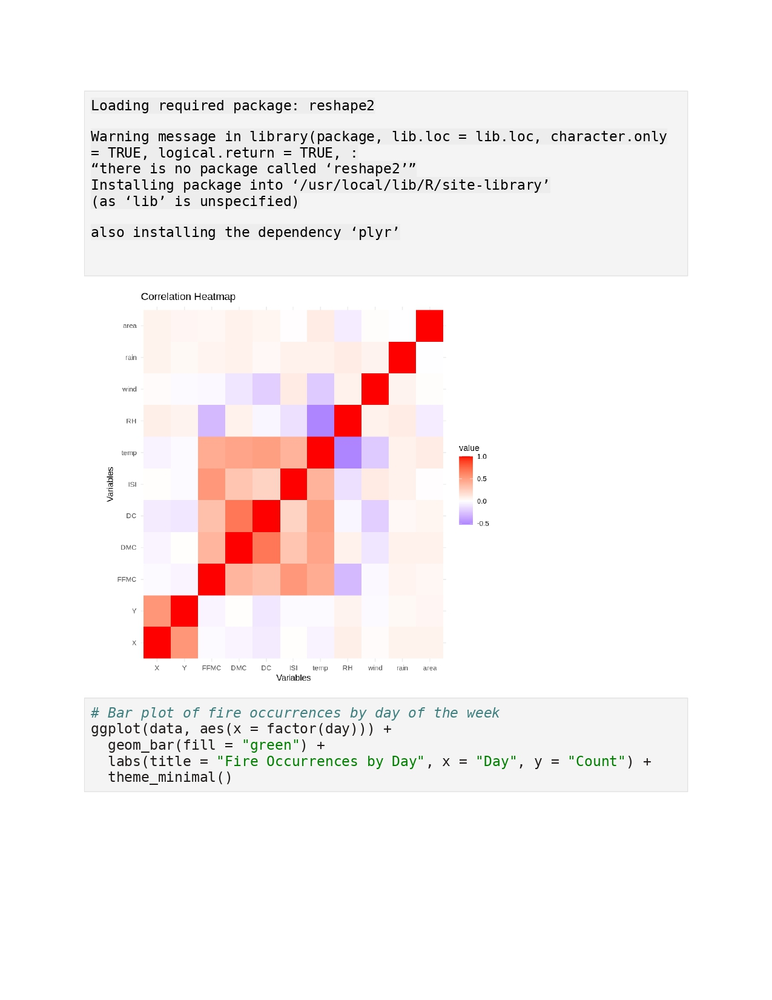 Loading required package: reshape2
Warning message in library(package, lib.loc = lib.loc, character.only
= TRUE, logical.return = TRUE, :
“there is no package called ‘reshape2’”
Installing package into ‘/usr/local/lib/R/site-library’
(as ‘lib’ is unspecified)
also installing the dependency ‘plyr’
Correlation Heatmap
area
rain
wind
RH
temp
ISI
DC
DMC
FFMC
Y
X
Variables
X Y FFMC DMC DC ISI temp RH wind rain area
Variables
value
1.0
0.5
0.0
-0.5
# Bar plot of fire occurrences by day of the week
ggplot(data, aes(x = factor(day))) +
  geom_bar(fill = "green") +
  labs(title = "Fire Occurrences by Day", x = "Day", y = "Count") +
  theme_minimal()